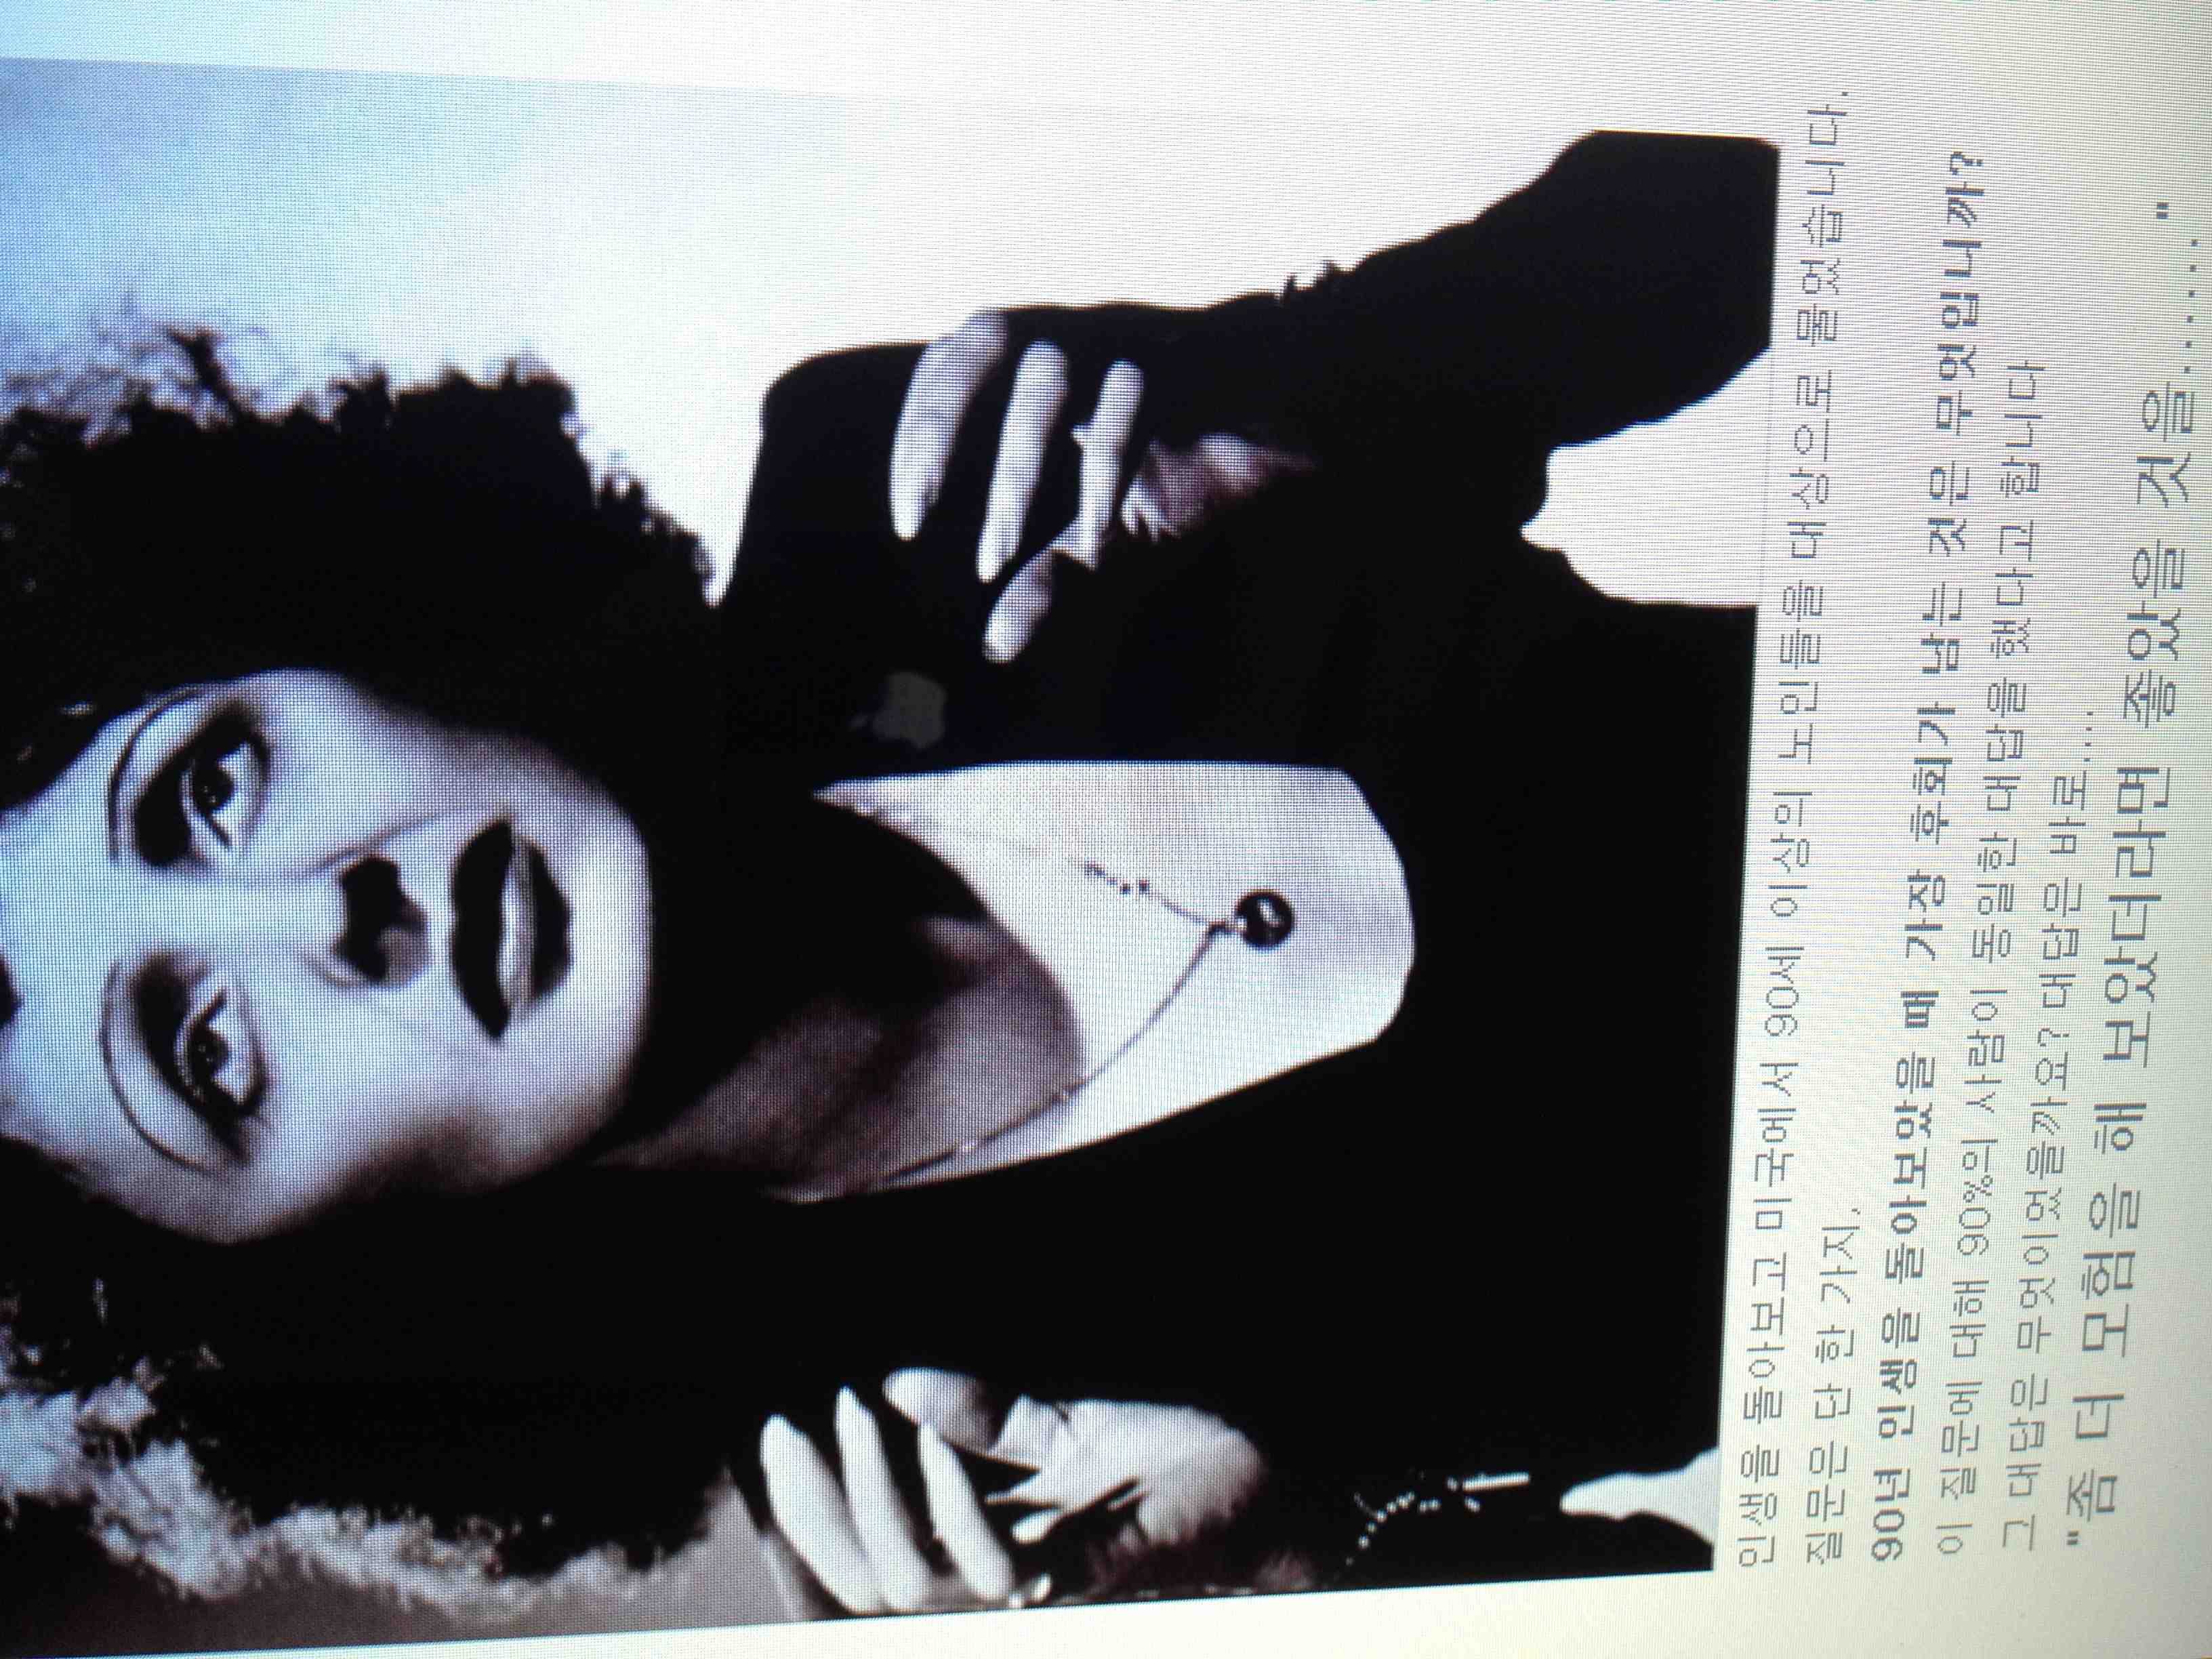 인생을 돌아보고 미국에서 90세 이상의 노인들을 대상으로 물었습니다.
질문은 단 한 가지.
90년 인생을 돌아보았을 때 가장 후회가 남는 것은 무엇입니까?
이 질문에 대해 90%의 사람이 동일한 대답을 했다고 합니다
그 대답은 무엇이었을까요? 대답은 바로....
"좀 더 모험을 해 보았더라면 좋았을 것을......"